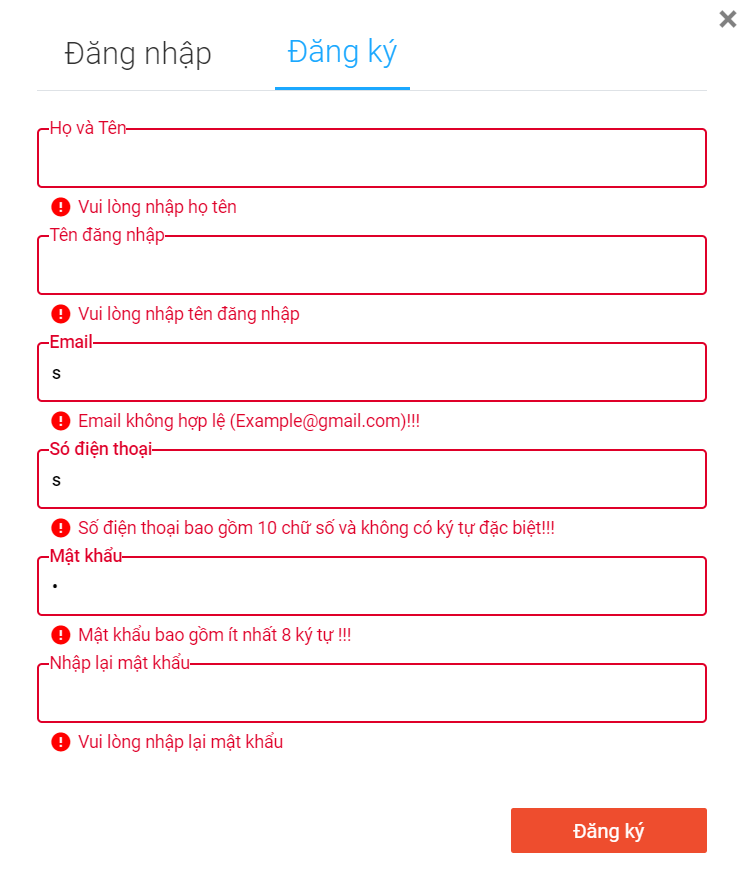 Đăng nhập Đăng ký
Họ và Tên
Vui lòng nhập họ tên
Tên đăng nhập
Vui lòng nhập tên đăng nhập
Email
s
Email không hợp lệ (Example@gmail.com)!!!
Só điện thoại
s
Số điện thoại bao gồm 10 chữ số và không có ký tự đặc biệt!!!
Mật khẩu
•
Mật khẩu bao gồm ít nhất 8 ký tự !!!
Nhập lại mật khẩu
Vui lòng nhập lại mật khẩu
Đăng ký